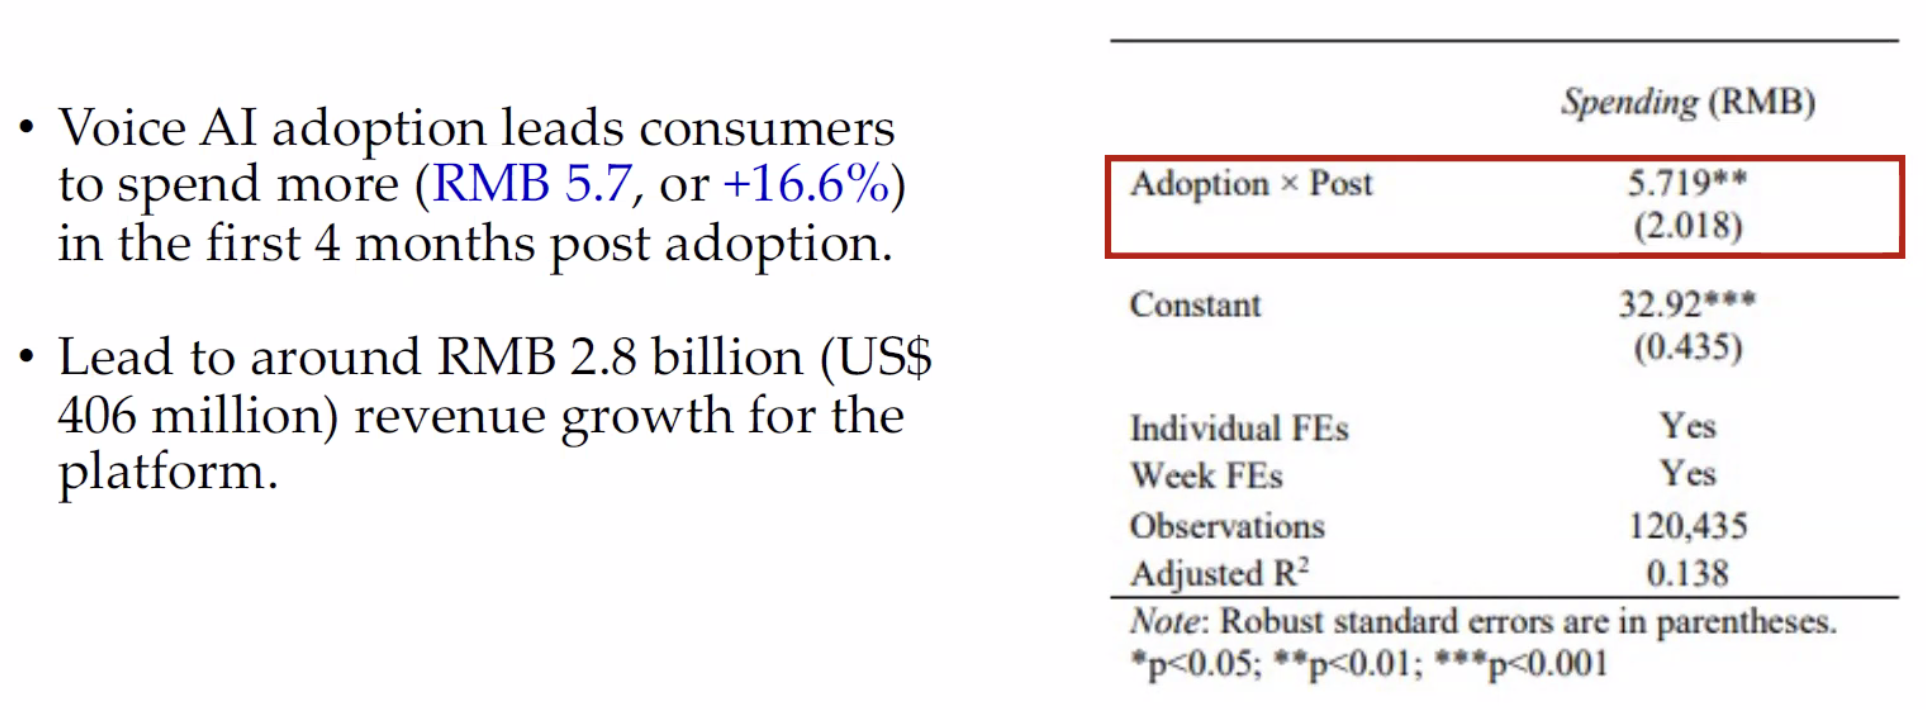 • Voice AI adoption leads consumers
to spend more (RMB 5.7, or +16.6%)
in the first 4 months post adoption.
• Lead to around RMB 2.8 billion (US$
406 million) revenue growth for the
platform.
Spending (RMB)
Adoption × Post 5.719**
(2.018)
Constant 32.92***
(0.435)
Individual FEs Yes
Week FEs Yes
Observations 120,435
Adjusted R² 0.138
Note: Robust standard errors are in parentheses.
*p<0.05; **p<0.01; ***p<0.001